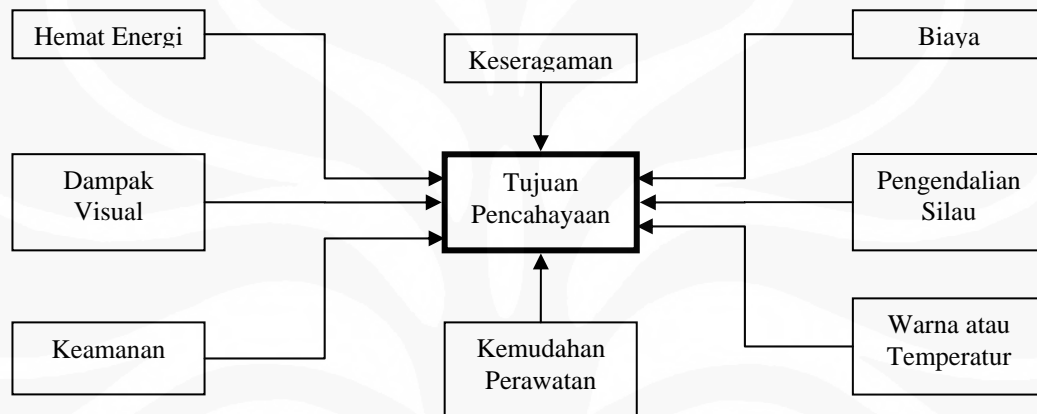 Hemat Energi
Keseragaman
Biaya
Dampak
Visual
Tujuan
Pencahayaan
Pengendalian
Silau
Keamanan
Kemudahan
Perawatan
Warna atau
Temperatur